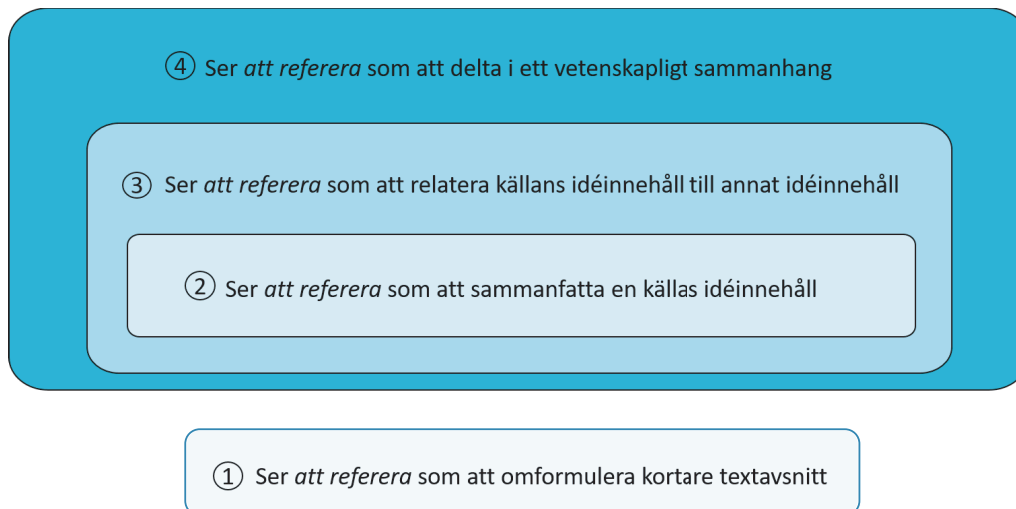 ④ Ser att referera som att delta i ett vetenskapligt sammanhang
③ Ser att referera som att relatera källans idéinnehåll till annat idéinnehåll
② Ser att referera som att sammanfatta en källas idéinnehåll
① Ser att referera som att omformulera kortare textavsnitt